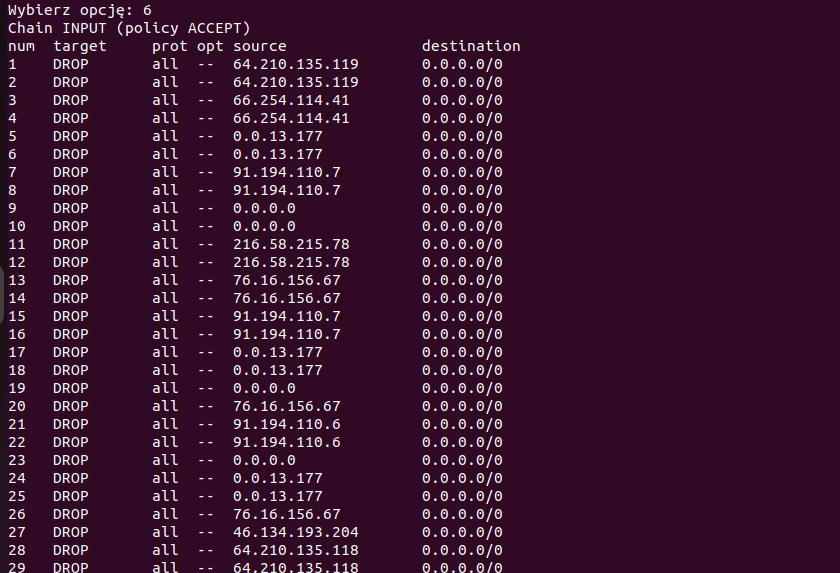 Wybierz opcję: 6
Chain INPUT (policy ACCEPT)
num  target     prot opt source               destination
1    DROP       all  --  64.210.135.119       0.0.0.0/0
2    DROP       all  --  64.210.135.119       0.0.0.0/0
3    DROP       all  --  66.254.114.41        0.0.0.0/0
4    DROP       all  --  66.254.114.41        0.0.0.0/0
5    DROP       all  --  0.0.13.177           0.0.0.0/0
6    DROP       all  --  0.0.13.177           0.0.0.0/0
7    DROP       all  --  91.194.110.7         0.0.0.0/0
8    DROP       all  --  91.194.110.7         0.0.0.0/0
9    DROP       all  --  0.0.0.0              0.0.0.0/0
10   DROP       all  --  0.0.0.0              0.0.0.0/0
11   DROP       all  --  216.58.215.78        0.0.0.0/0
12   DROP       all  --  216.58.215.78        0.0.0.0/0
13   DROP       all  --  76.16.156.67         0.0.0.0/0
14   DROP       all  --  76.16.156.67         0.0.0.0/0
15   DROP       all  --  91.194.110.7         0.0.0.0/0
16   DROP       all  --  91.194.110.7         0.0.0.0/0
17   DROP       all  --  0.0.13.177           0.0.0.0/0
18   DROP       all  --  0.0.13.177           0.0.0.0/0
19   DROP       all  --  0.0.0.0              0.0.0.0/0
20   DROP       all  --  76.16.156.67         0.0.0.0/0
21   DROP       all  --  91.194.110.6         0.0.0.0/0
22   DROP       all  --  91.194.110.6         0.0.0.0/0
23   DROP       all  --  0.0.0.0              0.0.0.0/0
24   DROP       all  --  0.0.13.177           0.0.0.0/0
25   DROP       all  --  0.0.13.177           0.0.0.0/0
26   DROP       all  --  76.16.156.67         0.0.0.0/0
27   DROP       all  --  46.134.193.204       0.0.0.0/0
28   DROP       all  --  64.210.135.118       0.0.0.0/0
29   DROP       all  --  64.210.135.118       0.0.0.0/0